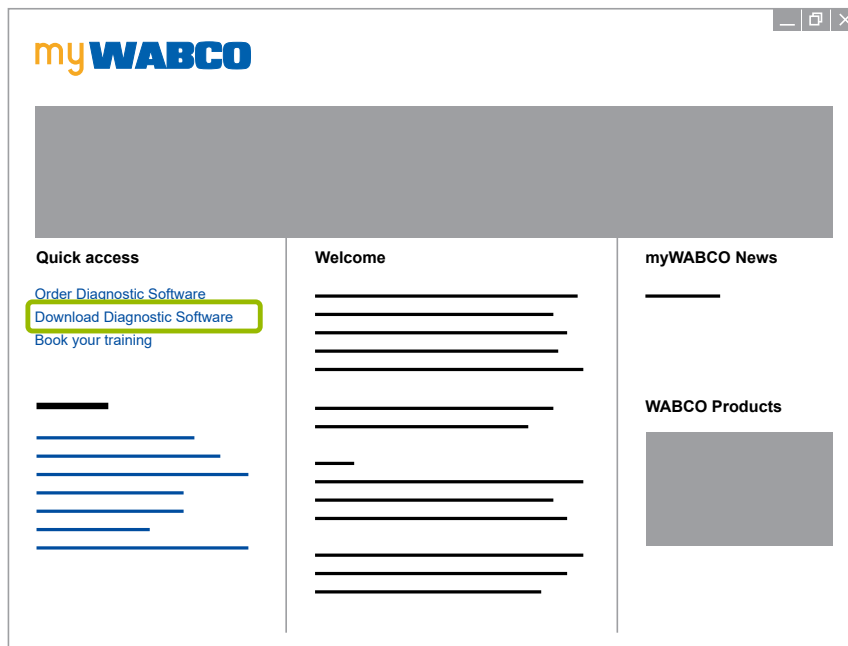 myWABCO
Quick access
Order Diagnostic Software
Download Diagnostic Software
Book your training
Welcome
myWABCO News
WABCO Products